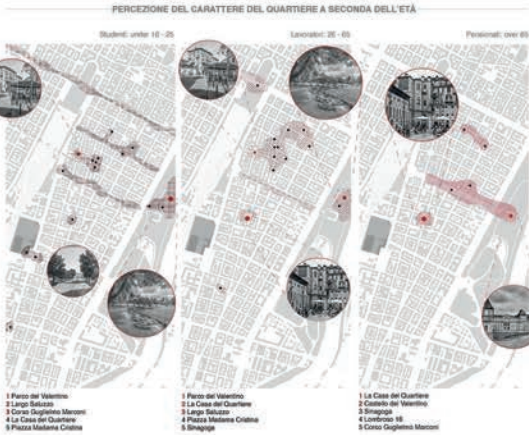 PERCEZIONE DEL CARATTERE DEL QUARTIERE A SECONDA DELL'ETÀ
Studenti: under 18 - 25
Lavoratori: 26 - 65
Pensionati: over 65
1 Parco del Valentino
2 Largo Saluzzo
3 Corso Guglielmo Marconi
4 La Casa del Quartiere
5 Piazza Madama Cristina
1 Parco del Valentino
2 La Casa del Quartiere
3 Largo Saluzzo
4 Piazza Madama Cristina
5 Sinagoga
1 La Casa del Quartiere
2 Castello del Valentino
3 Sinagoga
4 Lombroso 16
5 Corso Guglielmo Marconi